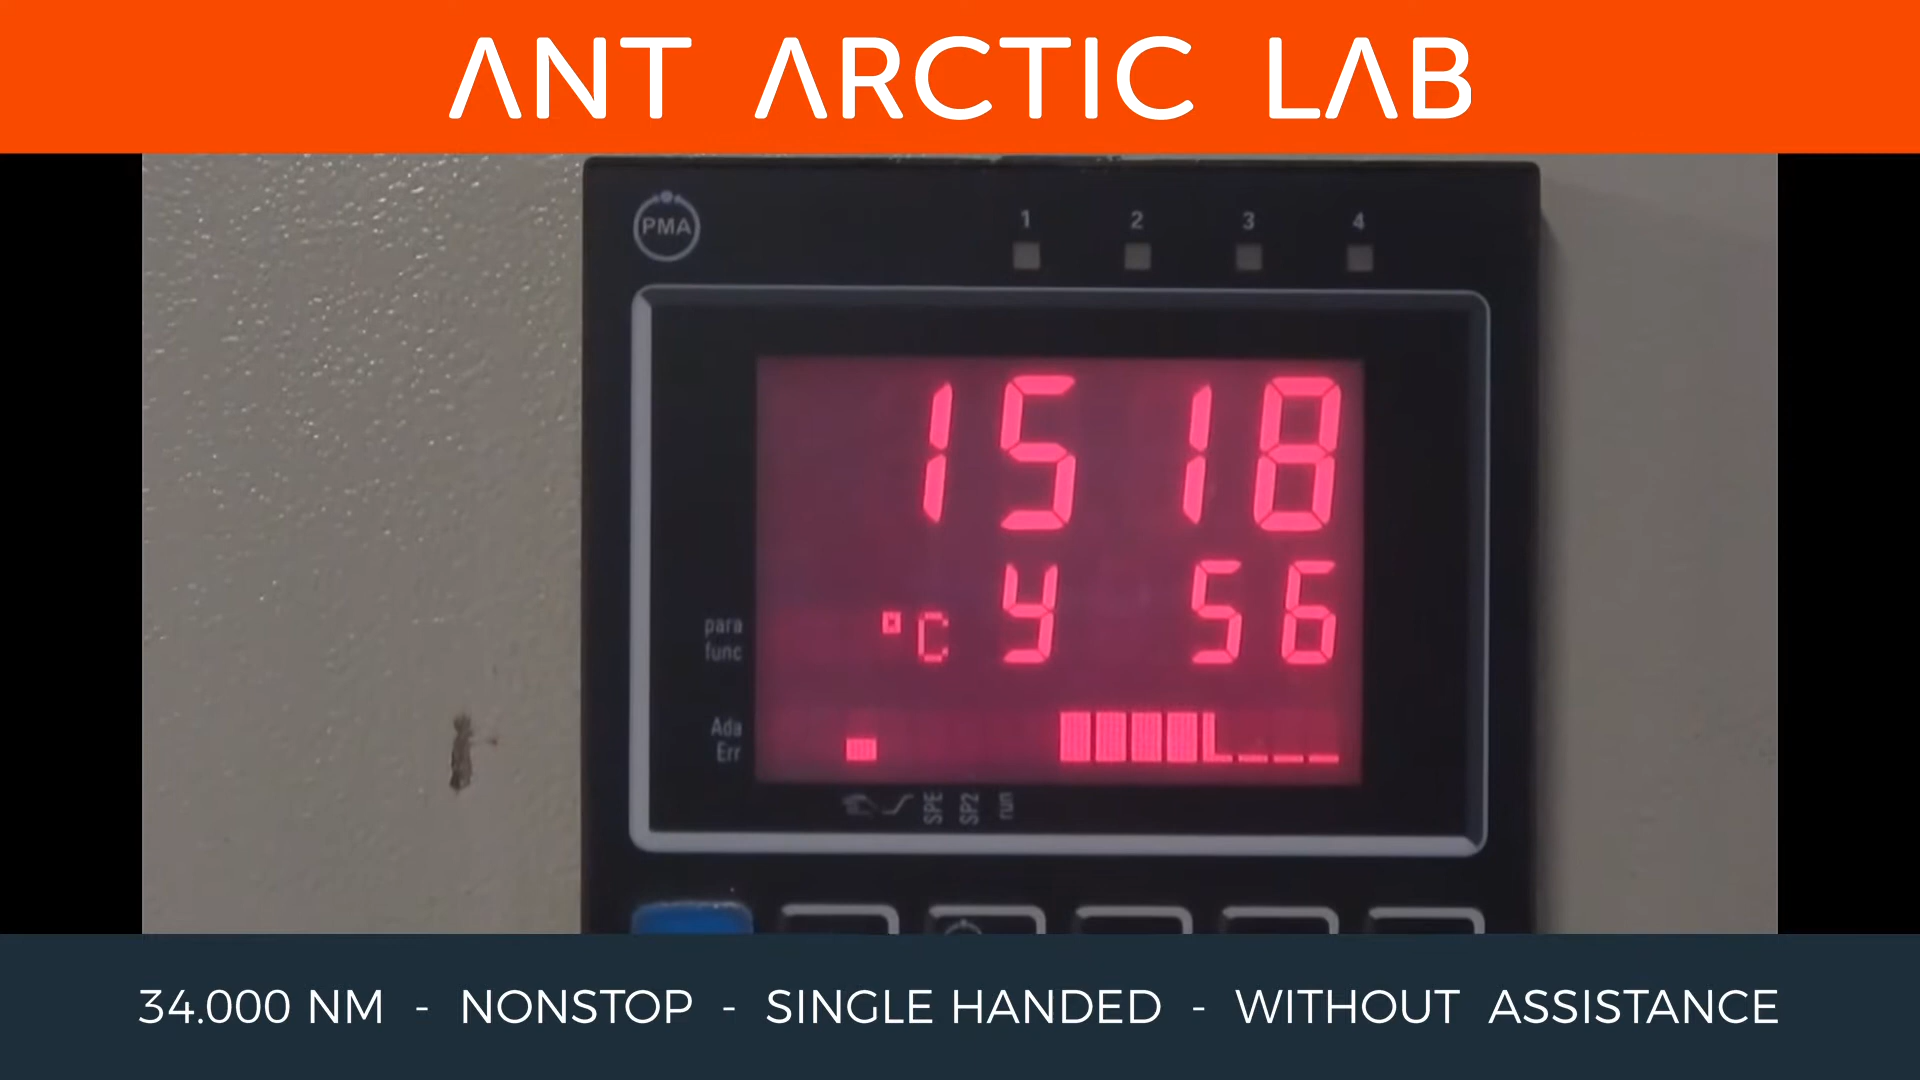 ANT ARCTIC LAB
PMA
1 2 3 4
1518
para
func
°C Y 56
Ada
Err
SPE SP2 run
34.000 NM - NONSTOP - SINGLE HANDED - WITHOUT ASSISTANCE